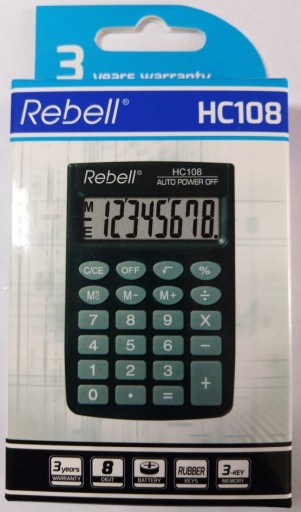 3
years warranty
Rebell® HC108
Rebell® HC108
AUTO POWER OFF
M
E
12345678.
C/CE OFF √ %
M− M+ ÷
7 8 9 X
4 5 6 −
1 2 3 +
0 · =
3 years 8 RUBBER 3-KEY
WARRANTY DIGIT BATTERY KEYS MEMORY